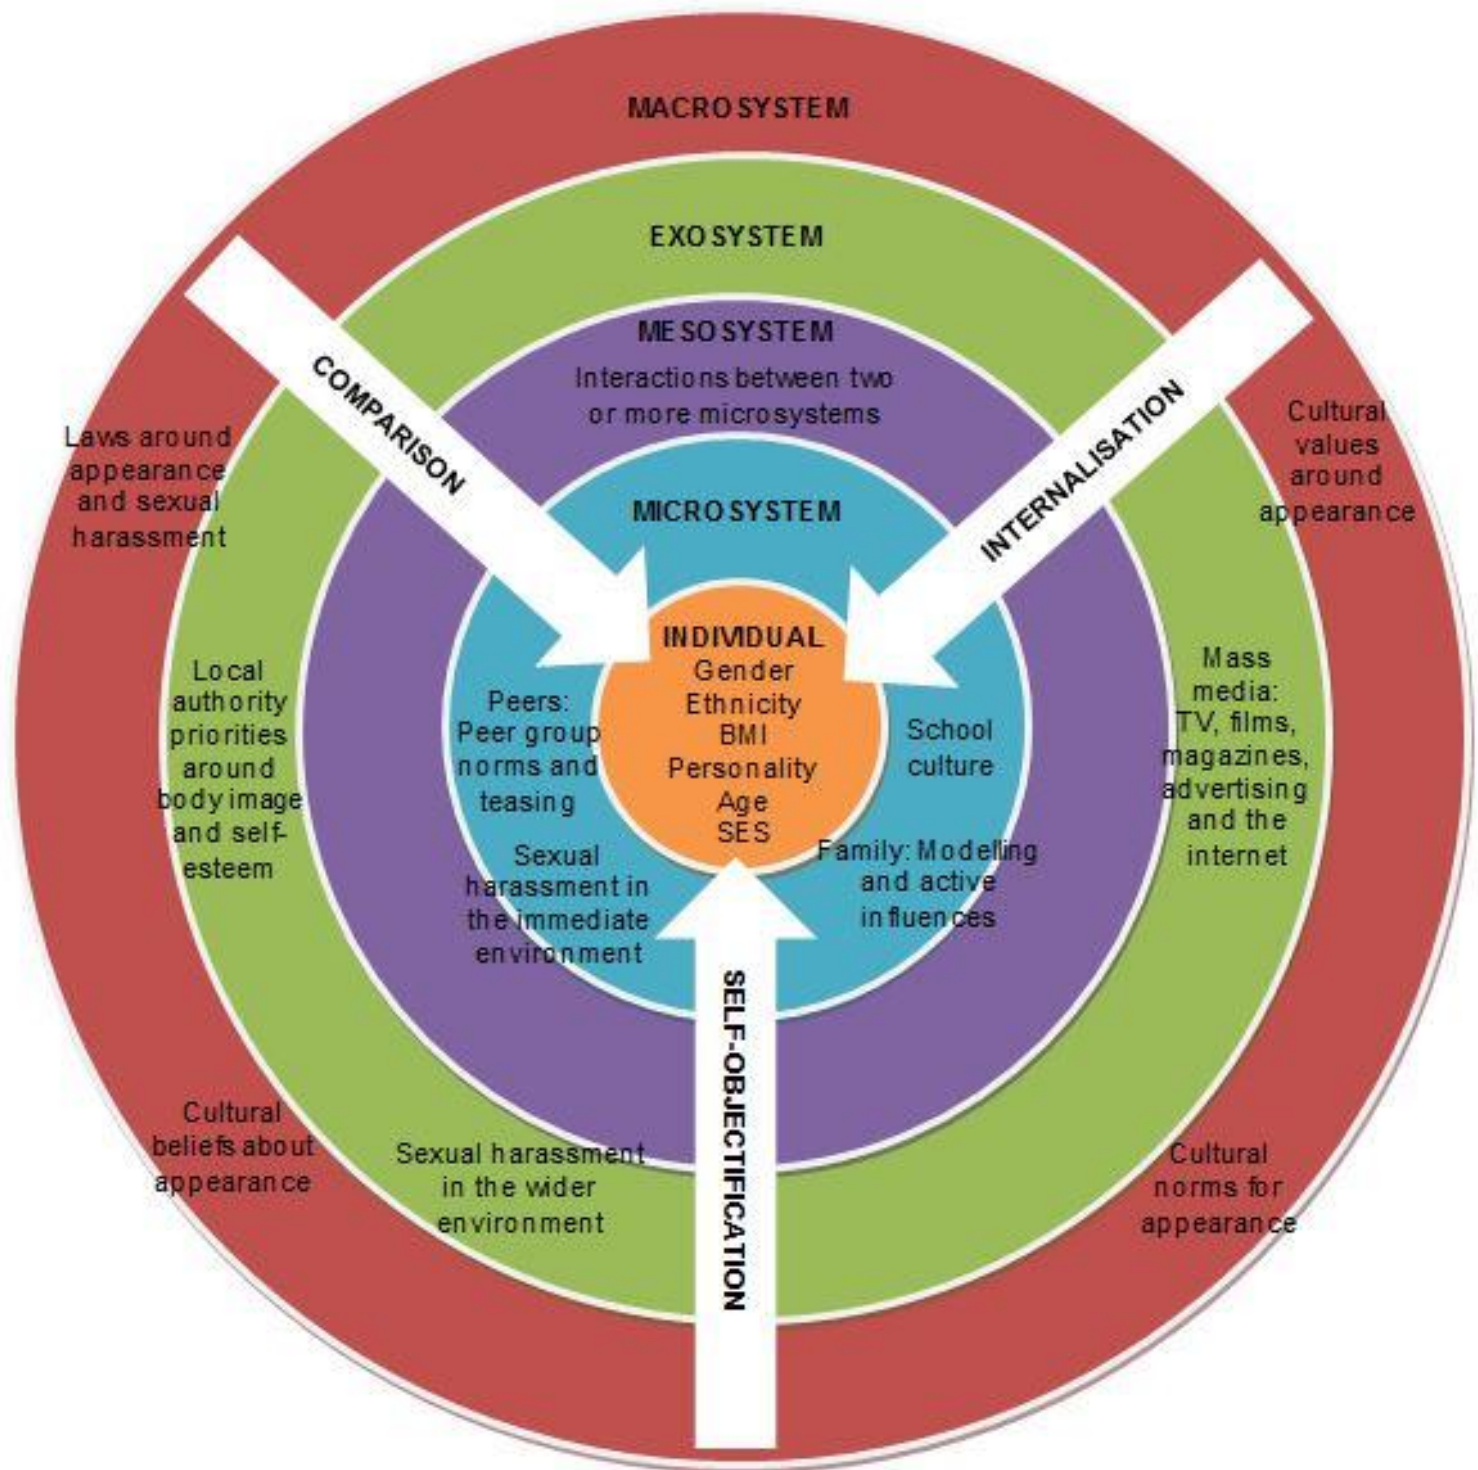 MACROSYSTEM
EXOSYSTEM
MESOSYSTEM
Interactions between two
or more microsystems
MICROSYSTEM
COMPARISON
INTERNALISATION
SELF-OBJECTIFICATION
INDIVIDUAL
Gender
Ethnicity
BMI
Personality
Age
SES
Laws around
appearance
and sexual
harassment
Cultural
values
around
appearance
Local
authority
priorities
around
body image
and self-
esteem
Peers:
Peer group
norms and
teasing
School
culture
Mass
media:
TV, films,
magazines,
advertising
and the
internet
Sexual
harassment in
the immediate
environment
Family: Modelling
and active
influences
Cultural
beliefs about
appearance
Sexual harassment
in the wider
environment
Cultural
norms for
appearance